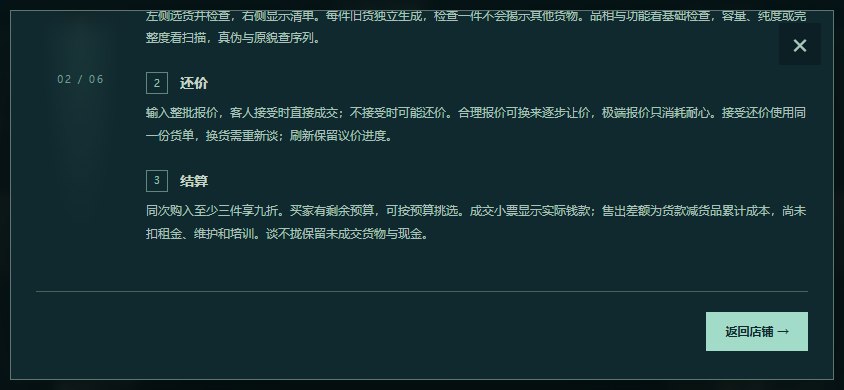 左侧选货并检查，右侧显示清单。每件旧货独立生成，检查一件不会揭示其他货物。品相与功能看基础检查，容量、纯度或完
整度看扫描，真伪与原貌查序列。
02 / 06
2 还价
输入整批报价，客人接受时直接成交；不接受时可能还价。合理报价可换来逐步让价，极端报价只消耗耐心。接受还价使用同
一份货单，换货需重新谈；刷新保留议价进度。
3 结算
同次购入至少三件享九折。买家有剩余预算，可按预算挑选。成交小票显示实际钱款；售出差额为货款减货品累计成本，尚未
扣租金、维护和培训。谈不拢保留未成交货物与现金。
返回店铺 →